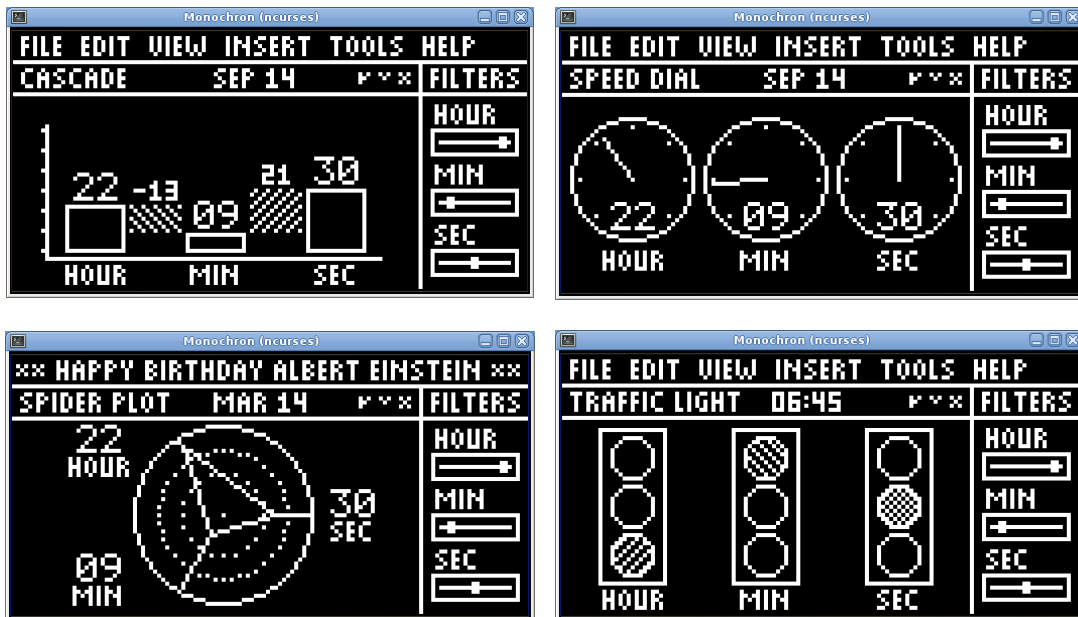 Monochron (ncurses)
FILE EDIT VIEW INSERT TOOLS HELP
CASCADE SEP 14 FILTERS
HOUR
MIN
SEC
22 -13 09 21 30
HOUR MIN SEC
Monochron (ncurses)
FILE EDIT VIEW INSERT TOOLS HELP
SPEED DIAL SEP 14 FILTERS
HOUR
MIN
SEC
22 09 30
HOUR MIN SEC
Monochron (ncurses)
×× HAPPY BIRTHDAY ALBERT EINSTEIN ××
SPIDER PLOT MAR 14 FILTERS
HOUR
MIN
SEC
22
HOUR
30
SEC
09
MIN
Monochron (ncurses)
FILE EDIT VIEW INSERT TOOLS HELP
TRAFFIC LIGHT 06:45 FILTERS
HOUR
MIN
SEC
HOUR MIN SEC